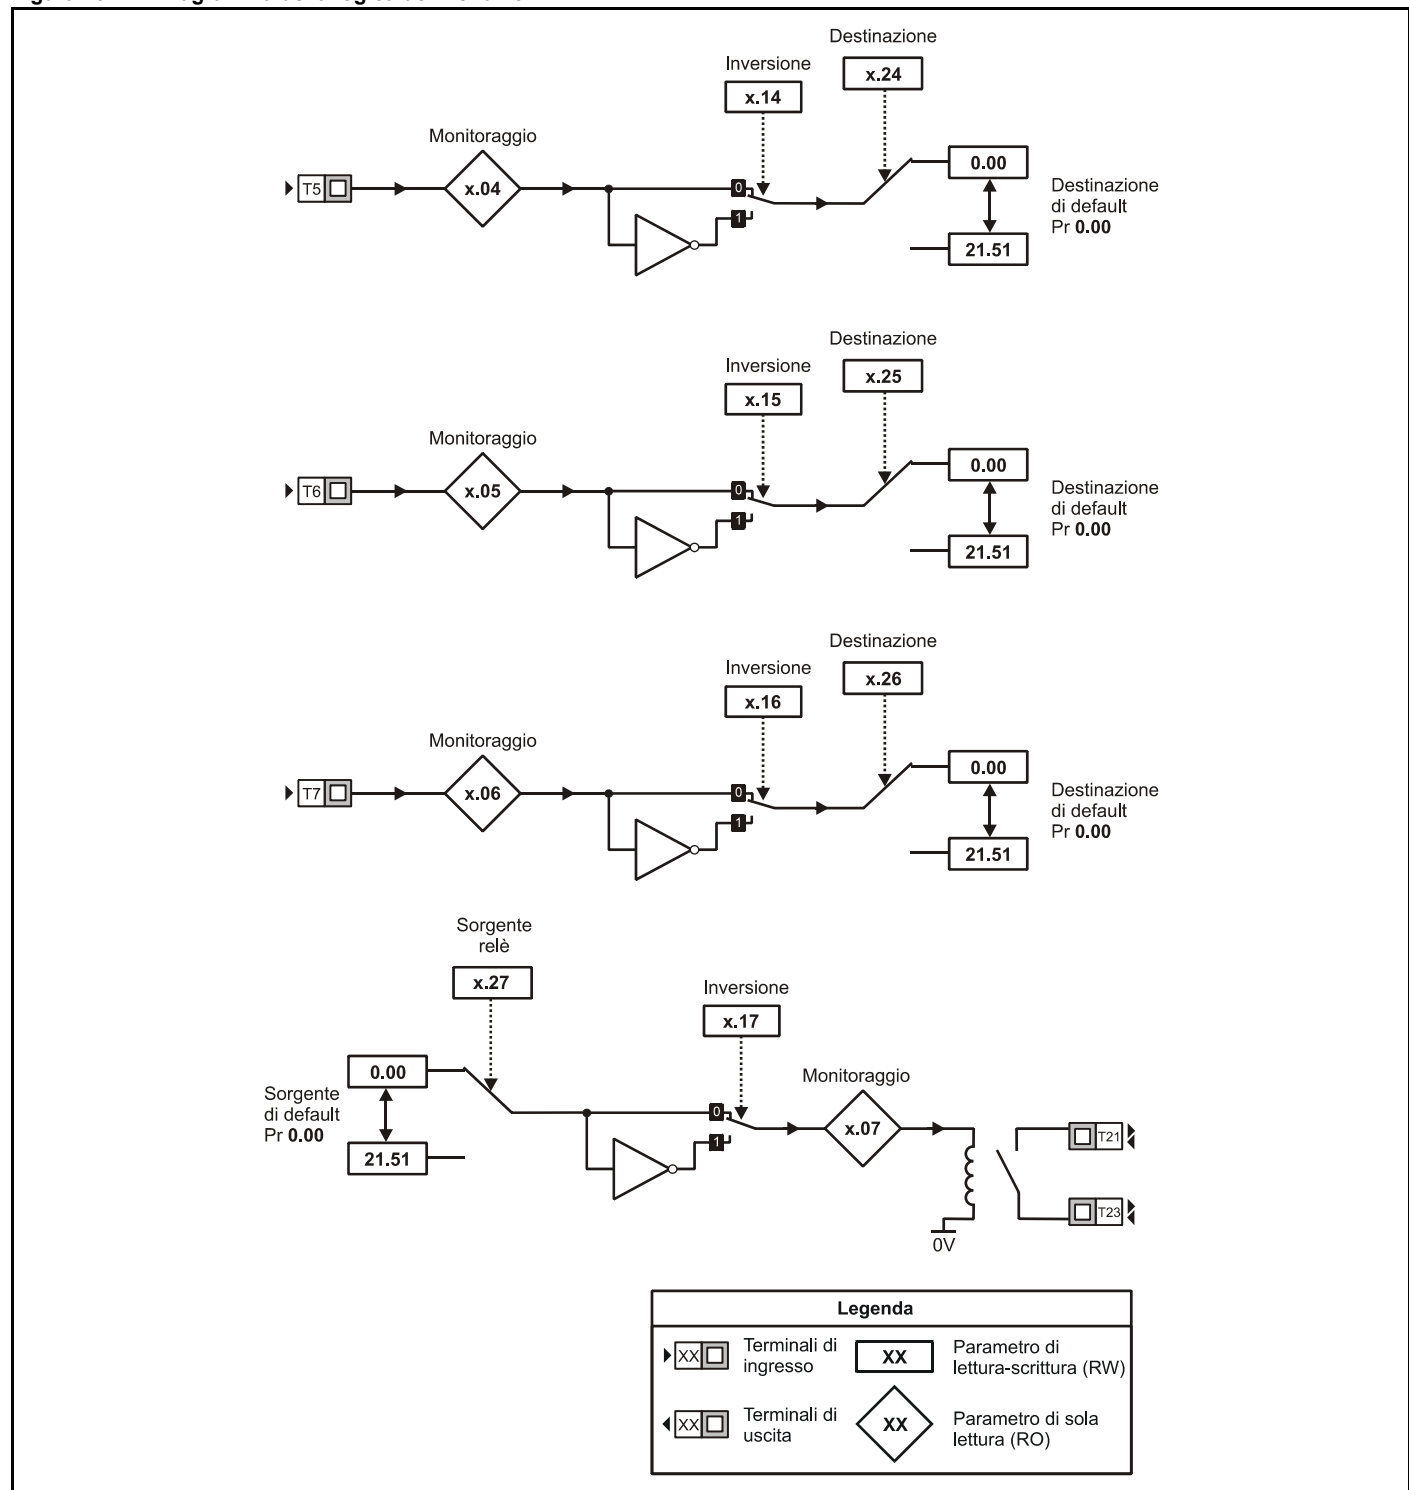 Destinazione
Inversione
x.24
x.14
Monitoraggio
0.00
T5
x.04
0
Destinazione
di default
Pr 0.00
1
21.51
Destinazione
Inversione
x.25
x.15
Monitoraggio
0.00
T6
x.05
0
Destinazione
di default
Pr 0.00
1
21.51
Destinazione
Inversione
x.26
x.16
Monitoraggio
0.00
T7
x.06
0
Destinazione
di default
Pr 0.00
1
21.51
Sorgente
relè
x.27
Inversione
x.17
0.00
Monitoraggio
Sorgente
di default
Pr 0.00
0
x.07
T21
1
21.51
T23
0V
Legenda
XX
Terminali di
ingresso
XX
Parametro di
lettura-scrittura (RW)
XX
Terminali di
uscita
XX
Parametro di sola
lettura (RO)